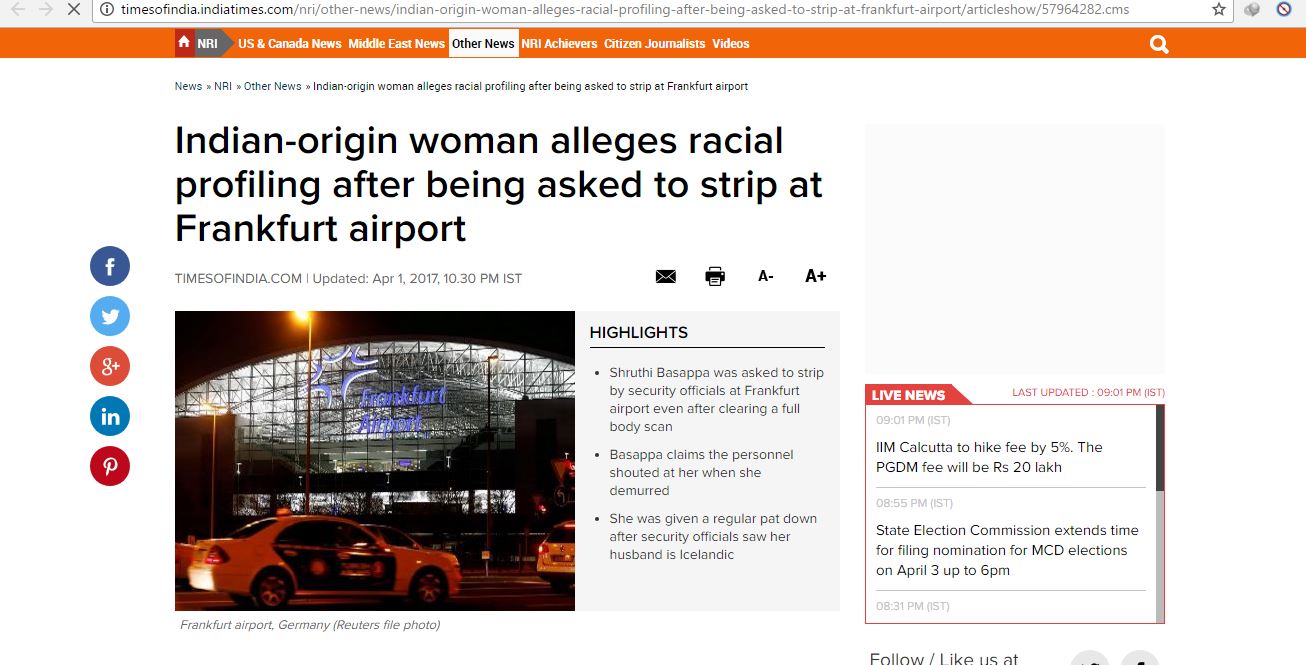 timesofindia.indiatimes.com/nri/other-news/indian-origin-woman-alleges-racial-profiling-after-being-asked-to-strip-at-frankfurt-airport/articleshow/57964282.cms
NRI US & Canada News Middle East News Other News NRI Achievers Citizen Journalists Videos
News » NRI » Other News » Indian-origin woman alleges racial profiling after being asked to strip at Frankfurt airport
Indian-origin woman alleges racial
profiling after being asked to strip at
Frankfurt airport
TIMESOFINDIA.COM | Updated: Apr 1, 2017, 10.30 PM IST
A- A+
f
g+
in
Frankfurt
Airport
HIGHLIGHTS
• Shruthi Basappa was asked to strip
by security officials at Frankfurt
airport even after clearing a full
body scan
• Basappa claims the personnel
shouted at her when she
demurred
• She was given a regular pat down
after security officials saw her
husband is Icelandic
Frankfurt airport, Germany (Reuters file photo)
LIVE NEWS LAST UPDATED : 09:01 PM (IST)
09:01 PM (IST)
IIM Calcutta to hike fee by 5%. The
PGDM fee will be Rs 20 lakh
08:55 PM (IST)
State Election Commission extends time
for filing nomination for MCD elections
on April 3 up to 6pm
08:31 PM (IST)
Follow / Like us at